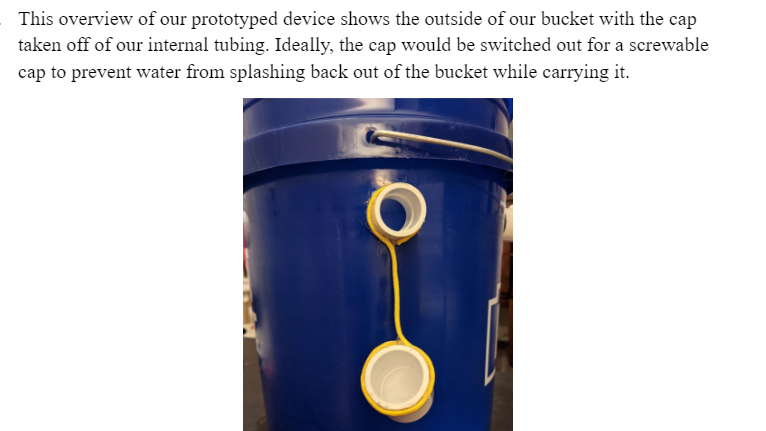 This overview of our prototyped device shows the outside of our bucket with the cap
taken off of our internal tubing. Ideally, the cap would be switched out for a screwable
cap to prevent water from splashing back out of the bucket while carrying it.